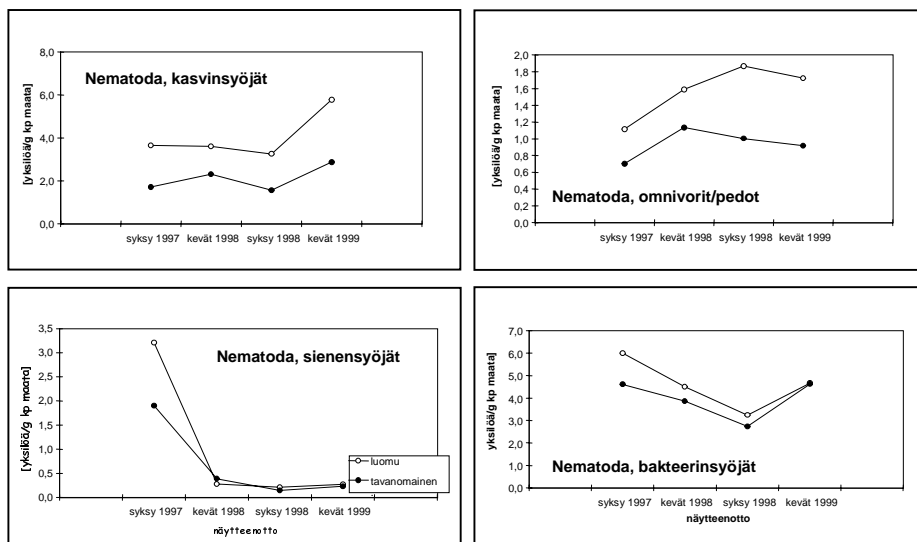 8,0
6,0
4,0
2,0
0,0
[yksilöä/g kp maata]
Nematoda, kasvinsyöjät
syksy 1997 kevät 1998 syksy 1998 kevät 1999
2,0
1,8
1,6
1,4
1,2
1,0
0,8
0,6
0,4
0,2
0,0
[yksilöä/g kp maata]
Nematoda, omnivorit/pedot
syksy 1997 kevät 1998 syksy 1998 kevät 1999
3,5
3,0
2,5
2,0
1,5
1,0
0,5
0,0
[yksilöä/g kp maata]
Nematoda, sienensyöjät
luomu
tavanomainen
syksy 1997 kevät 1998 syksy 1998 kevät 1999
näytteenotto
7,0
6,0
5,0
4,0
3,0
2,0
1,0
0,0
yksilöä/g kp maata]
Nematoda, bakteerinsyöjät
syksy 1997 kevät 1998 syksy 1998 kevät 1999
näytteenotto